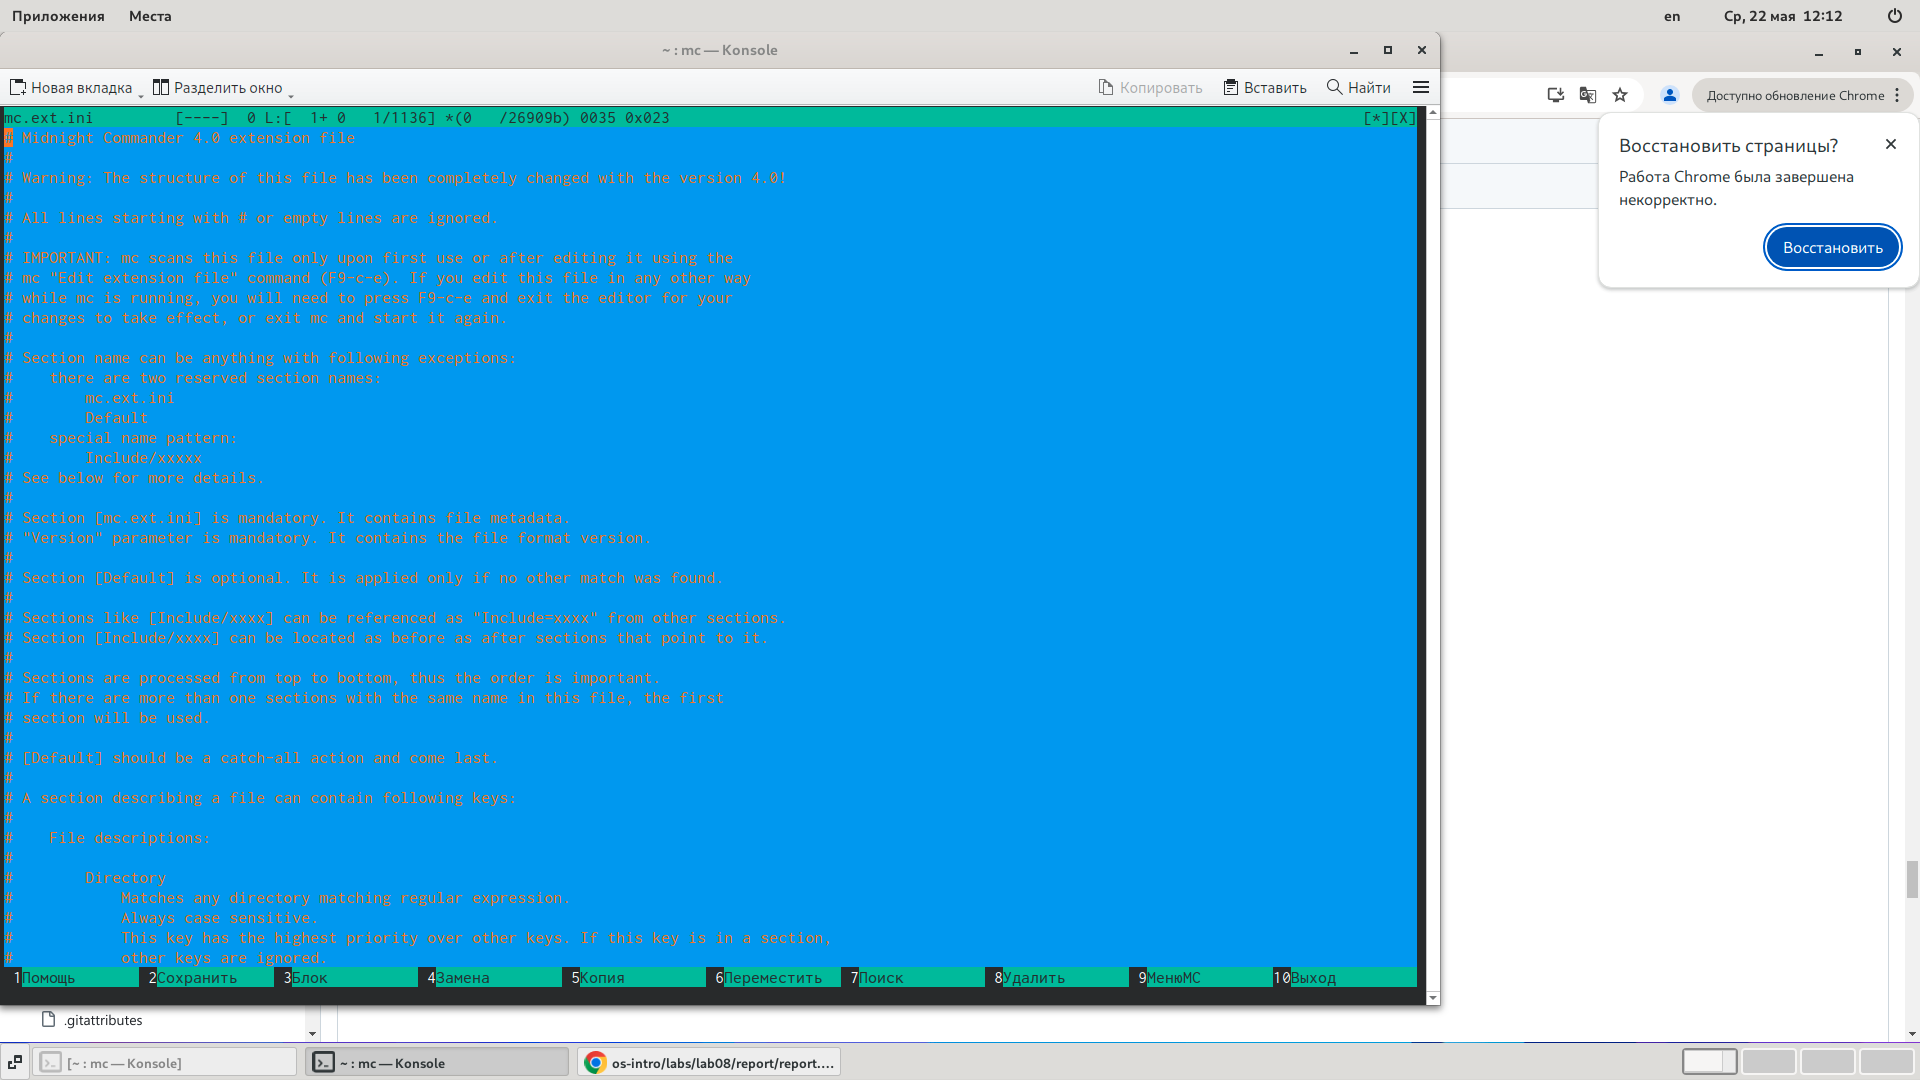 Приложения Места en Ср, 22 мая 12:12
~ : mc — Konsole
Новая вкладка Разделить окно Копировать Вставить Найти
Доступно обновление Chrome
mc.ext.ini [----] 0 L:[ 1+ 0 1/1136] *(0 /26909b) 0035 0x023 [*][X]
# Midnight Commander 4.0 extension file
#
# Warning: The structure of this file has been completely changed with the version 4.0!
#
# All lines starting with # or empty lines are ignored.
#
# IMPORTANT: mc scans this file only upon first use or after editing it using the
# mc "Edit extension file" command (F9-c-e). If you edit this file in any other way
# while mc is running, you will need to press F9-c-e and exit the editor for your
# changes to take effect, or exit mc and start it again.
#
# Section name can be anything with following exceptions:
# there are two reserved section names:
# mc.ext.ini
# Default
# special name pattern:
# Include/xxxxx
# See below for more details.
#
# Section [mc.ext.ini] is mandatory. It contains file metadata.
# "Version" parameter is mandatory. It contains the file format version.
#
# Section [Default] is optional. It is applied only if no other match was found.
#
# Sections like [Include/xxxx] can be referenced as "Include=xxxx" from other sections.
# Section [Include/xxxx] can be located as before as after sections that point to it.
#
# Sections are processed from top to bottom, thus the order is important.
# If there are more than one sections with the same name in this file, the first
# section will be used.
#
# [Default] should be a catch-all action and come last.
#
# A section describing a file can contain following keys:
#
# File descriptions:
#
# Directory
# Matches any directory matching regular expression.
# Always case sensitive.
# This key has the highest priority over other keys. If this key is in a section,
# other keys are ignored.
1Помощь 2Сохранить 3Блок 4Замена 5Копия 6Переместить 7Поиск 8Удалить 9МенюМС 10Выход
Восстановить страницы?
Работа Chrome была завершена
некорректно.
Восстановить
.gitattributes
[~ : mc — Konsole] ~ : mc — Konsole os-intro/labs/lab08/report/report....